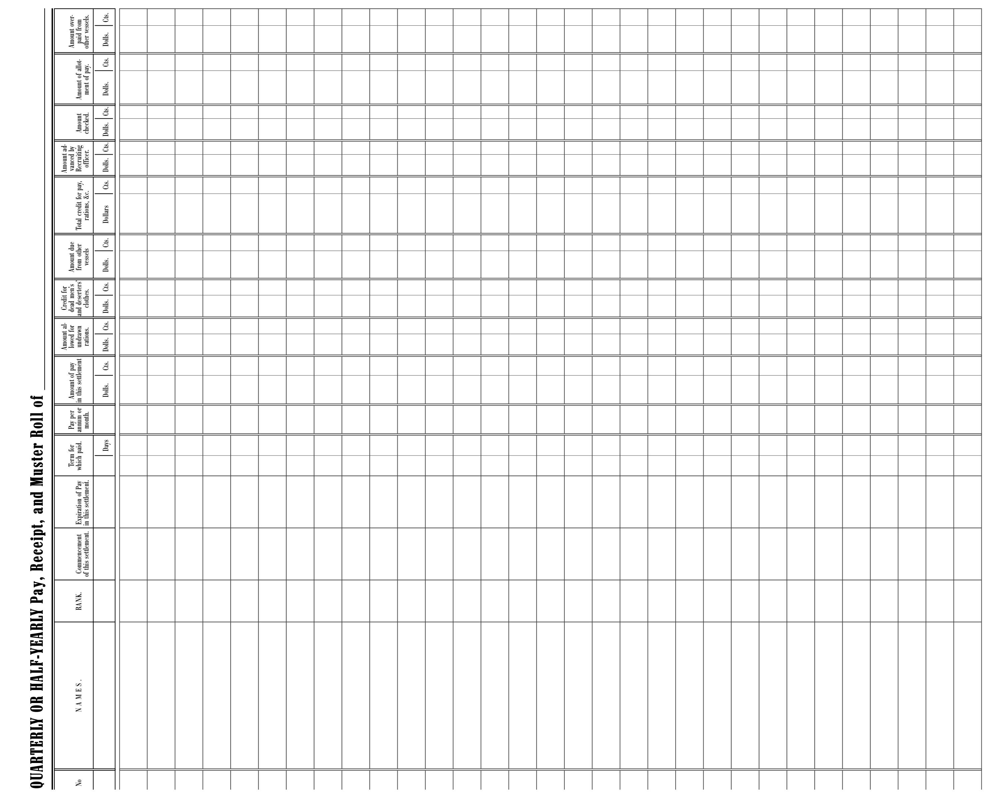 QUARTERLY OR HALF-YEARLY Pay, Receipt, and Muster Roll of
No
NAMES.
RANK.
Commencement
of this settlement.
Expiration of Pay
in this settlement.
Term for
which paid.
Days
Pay per
annum or
month.
Amount of pay
in this settlement
Dolls. Cts.
Amount al-
lowed for
undrawn
rations.
Dolls. Cts.
Credit for
dead men's
and deserters'
clothes.
Dolls. Cts.
Amount due
from other
vessels
Dolls. Cts.
Total credit for pay,
rations, &c.
Dollars Cts.
Amount ad-
vanced by
Recruiting
officer.
Dolls. Cts.
Amount
checked.
Dolls. Cts.
Amount of allot-
ment of pay.
Dolls. Cts.
Amount over-
paid from
other vessels.
Dolls. Cts.